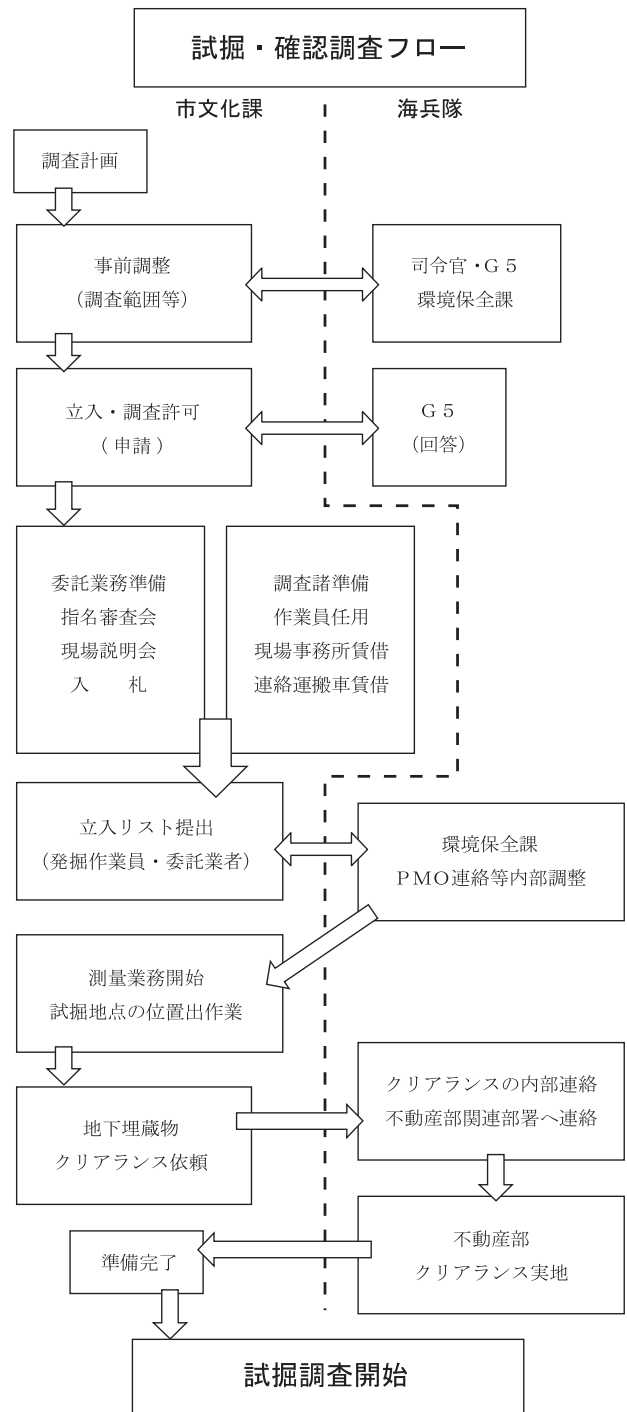 試掘・確認調査フロー
市文化課
海兵隊
調査計画
事前調整
（調査範囲等）
司令官・Ｇ５
環境保全課
立入・調査許可
（ 申請 ）
Ｇ５
（回答）
委託業務準備
指名審査会
現場説明会
入　　札
調査諸準備
作業員任用
現場事務所賃借
連絡運搬車賃借
立入リスト提出
（発掘作業員・委託業者）
環境保全課
ＰＭＯ連絡等内部調整
測量業務開始
試掘地点の位置出作業
地下埋蔵物
クリアランス依頼
クリアランスの内部連絡
不動産部関連部署へ連絡
不動産部
クリアランス実地
準備完了
試掘調査開始